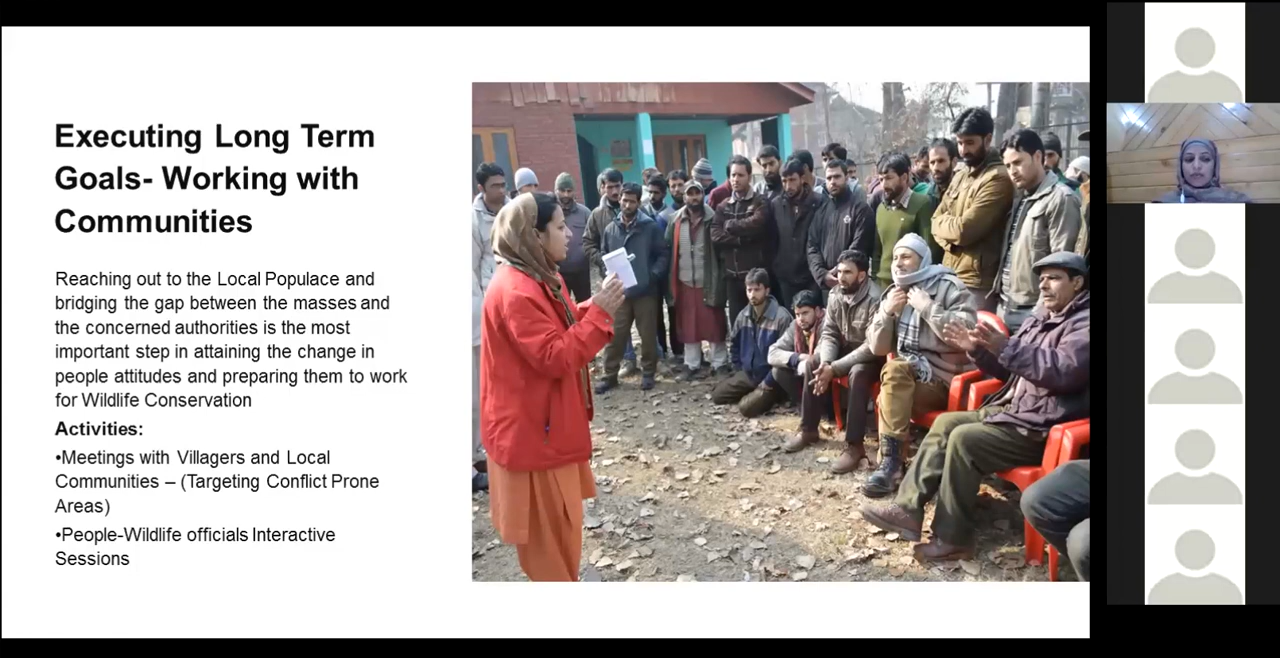 Executing Long Term
Goals- Working with
Communities
Reaching out to the Local Populace and
bridging the gap between the masses and
the concerned authorities is the most
important step in attaining the change in
people attitudes and preparing them to work
for Wildlife Conservation
Activities:
•Meetings with Villagers and Local
Communities – (Targeting Conflict Prone
Areas)
•People-Wildlife officials Interactive
Sessions